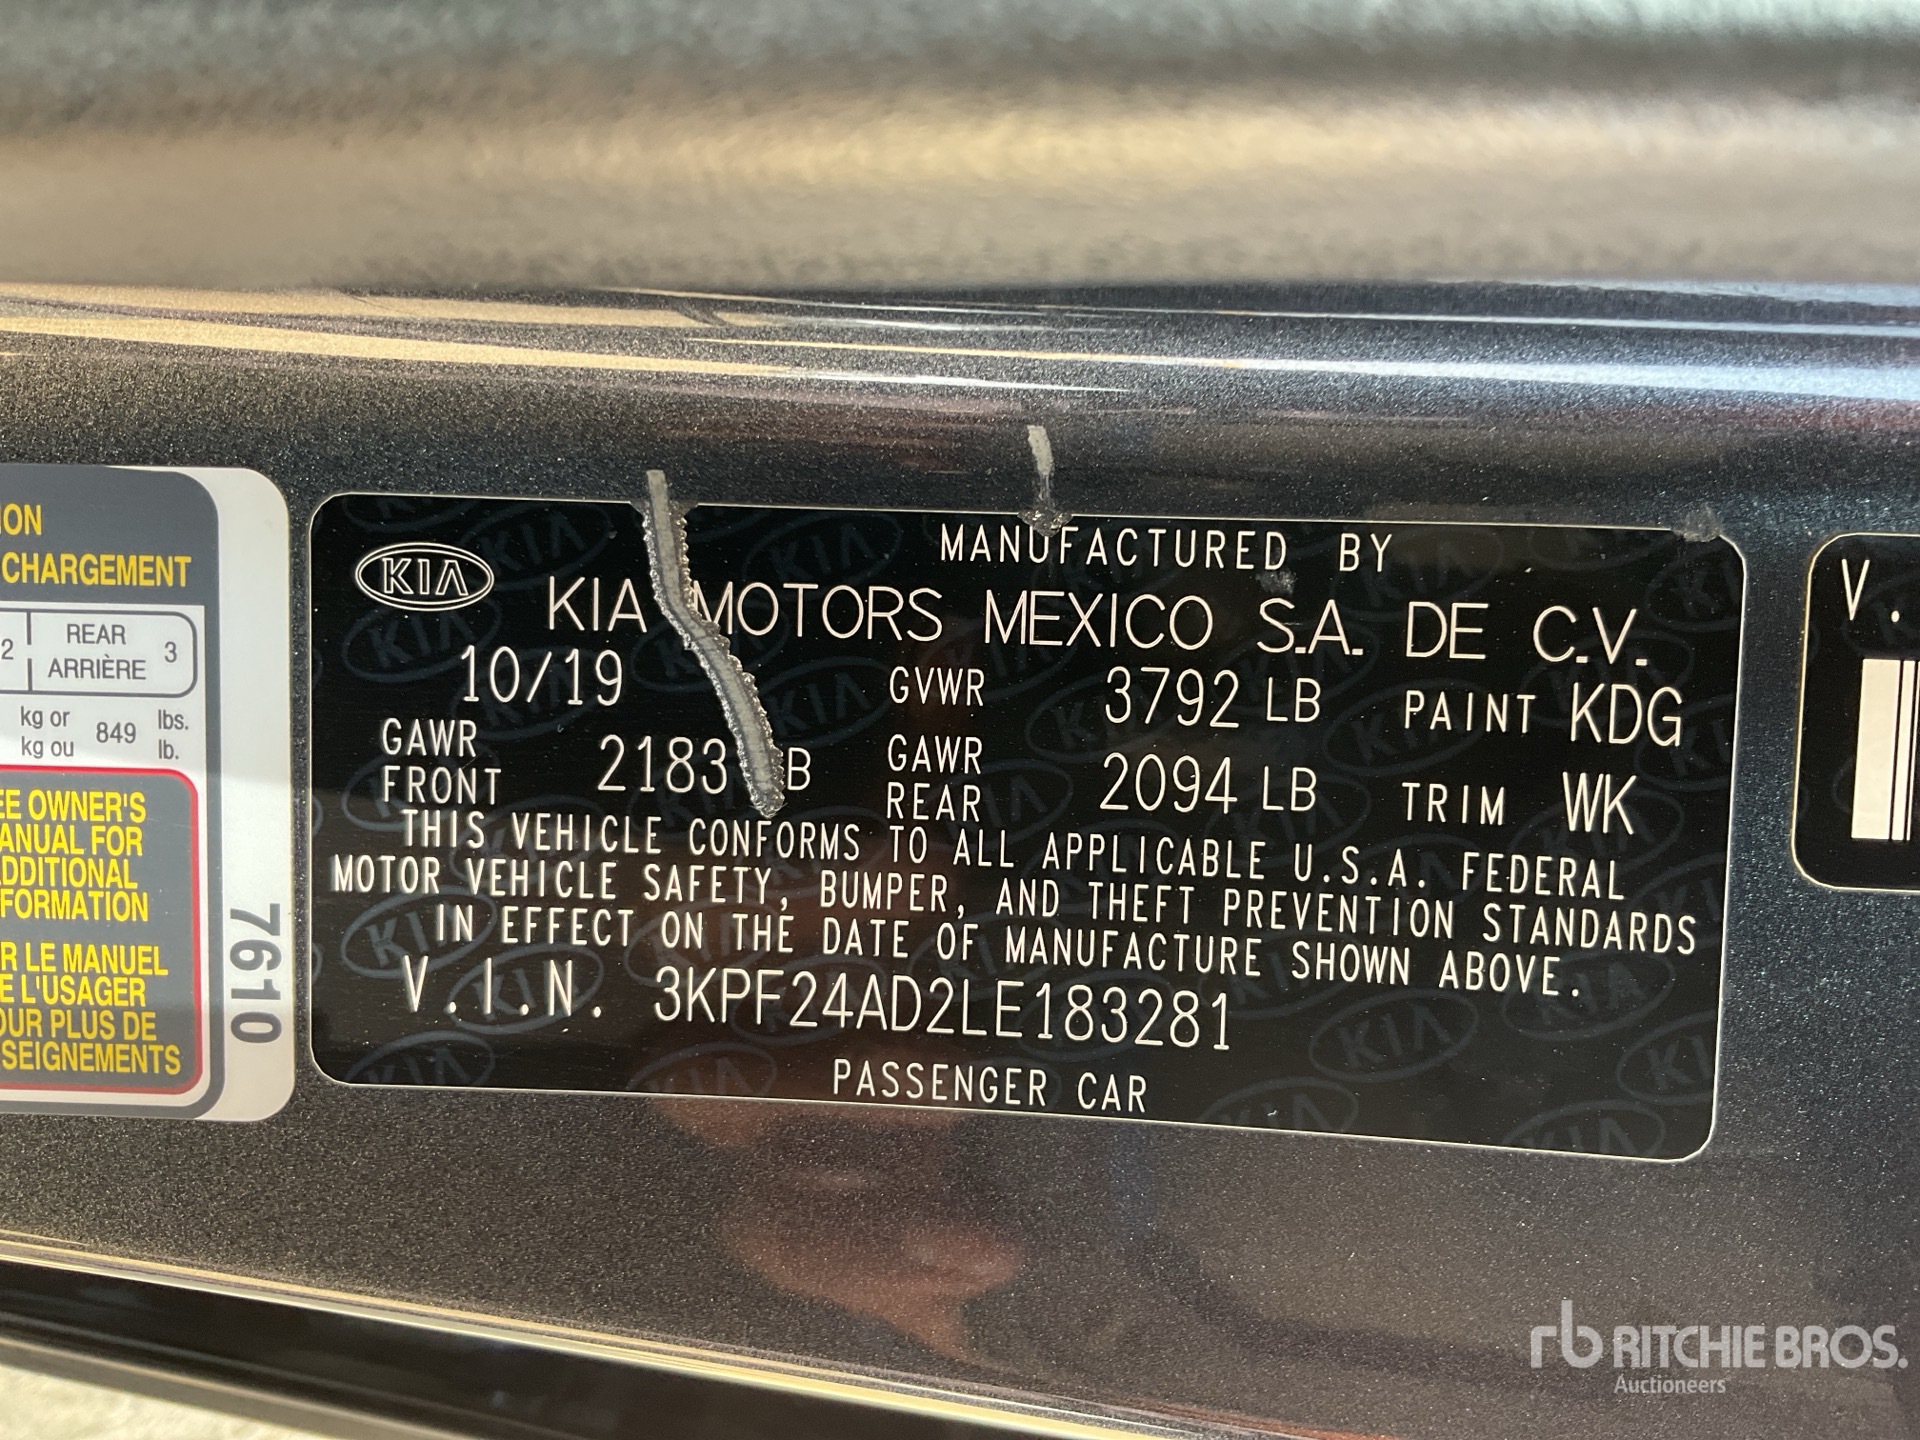 ION
CHARGEMENT
2 REAR ARRIÈRE 3
kg or 849 lbs.
kg ou lb.
EE OWNER'S
ANUAL FOR
DDITIONAL
FORMATION
R LE MANUEL
E L'USAGER
OUR PLUS DE
SEIGNEMENTS
7610
KIA
MANUFACTURED BY
KIA MOTORS MEXICO S.A. DE C.V.
10/19 GVWR 3792 LB PAINT KDG
GAWR FRONT 2183 B GAWR REAR 2094 LB TRIM WK
THIS VEHICLE CONFORMS TO ALL APPLICABLE U.S.A. FEDERAL
MOTOR VEHICLE SAFETY, BUMPER, AND THEFT PREVENTION STANDARDS
IN EFFECT ON THE DATE OF MANUFACTURE SHOWN ABOVE.
V.I.N. 3KPF24AD2LE183281
PASSENGER CAR
V.
rb RITCHIE BROS.
Auctioneers